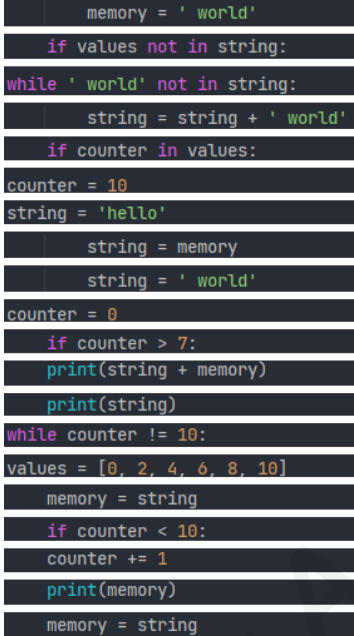 memory = ' world'
if values not in string:
while ' world' not in string:
string = string + ' world'
if counter in values:
counter = 10
string = 'hello'
string = memory
string = ' world'
counter = 0
if counter > 7:
print(string + memory)
print(string)
while counter != 10:
values = [0, 2, 4, 6, 8, 10]
memory = string
if counter < 10:
counter += 1
print(memory)
memory = string